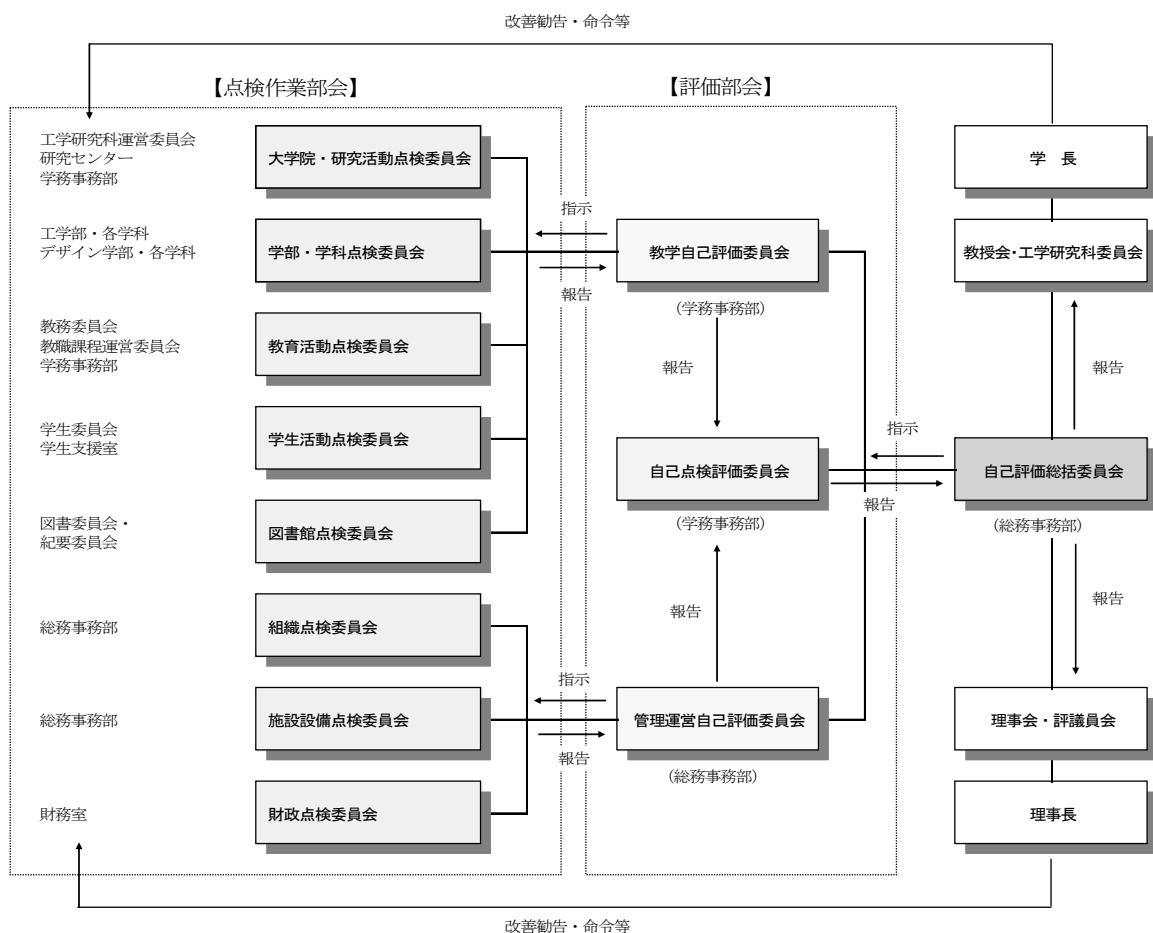 改善勧告・命令等
【点検作業部会】
【評価部会】
工学研究科運営委員会
研究センター
学務事務部
大学院・研究活動点検委員会
学　長
工学部・各学科
デザイン学部・各学科
学部・学科点検委員会
指示
報告
教学自己評価委員会
(学務事務部)
教授会・工学研究科委員会
教務委員会
教職課程運営委員会
学務事務部
教育活動点検委員会
報告
報告
学生委員会
学生支援室
学生活動点検委員会
自己点検評価委員会
(学務事務部)
指示
報告
自己評価総括委員会
(総務事務部)
図書委員会・
紀要委員会
図書館点検委員会
総務事務部
組織点検委員会
報告
報告
総務事務部
施設設備点検委員会
指示
報告
管理運営自己評価委員会
(総務事務部)
理事会・評議員会
財務室
財政点検委員会
理事長
改善勧告・命令等